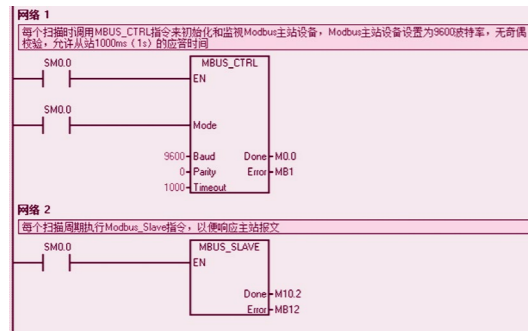 网络 1
每个扫描时调用MBUS_CTRL指令来初始化和监视Modbus主站设备，Modbus主站设备设置为9600波特率，无奇偶
校验，允许从站1000ms（1s）的应答时间
SM0.0
MBUS_CTRL
EN
SM0.0
Mode
9600 Baud Done M0.0
0 Parity Error MB1
1000 Timeout
网络 2
每个扫描周期执行Modbus_Slave指令，以便响应主站报文
SM0.0
MBUS_SLAVE
EN
Done M10.2
Error MB12